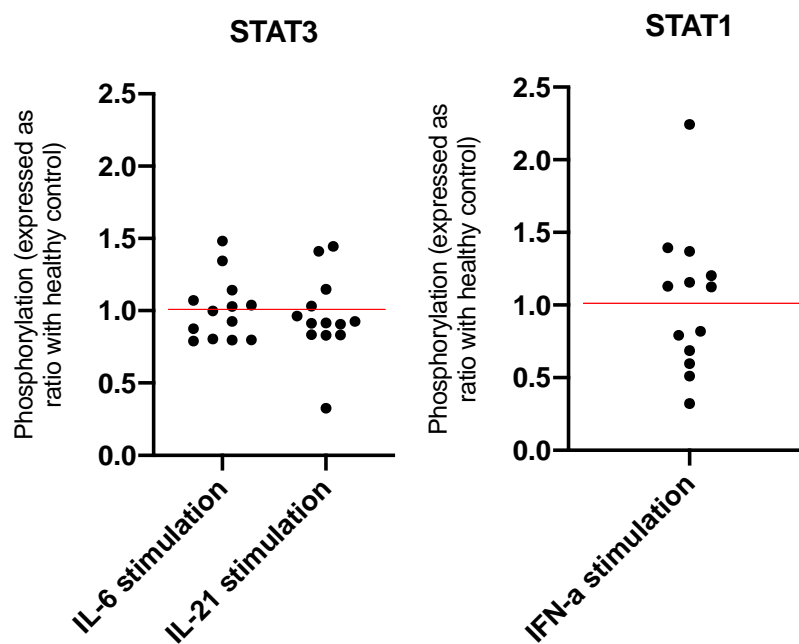 STAT3
Phosphorylation (expressed as
ratio with healthy control)
2.5
2.0
1.5
1.0
0.5
0.0
IL-6 stimulation
IL-21 stimulation
STAT1
Phosphorylation (expressed as
ratio with healthy control)
2.5
2.0
1.5
1.0
0.5
0.0
IFN-a stimulation